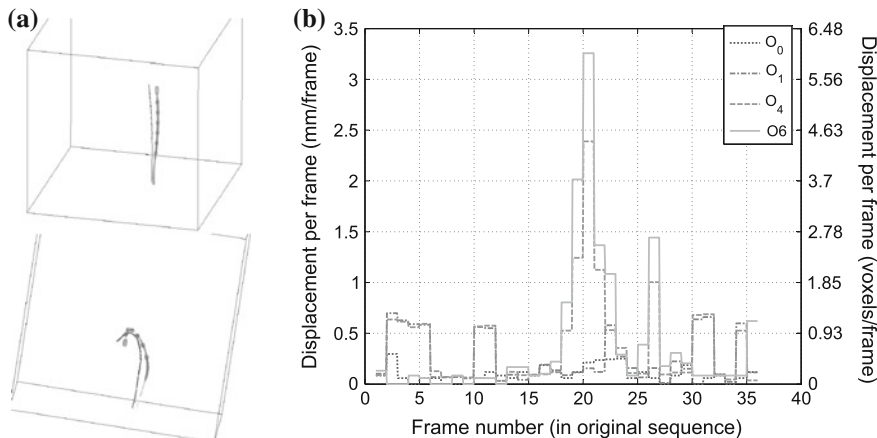 (a)
(b)
Displacement per frame (mm/frame)
3.5
3
2.5
2
1.5
1
0.5
0
0 5 10 15 20 25 30 35 40
Frame number (in original sequence)
6.48
5.56
4.63
3.7
2.78
1.85
0.93
0
Displacement per frame (voxels/frame)
O0
O1
O4
O6